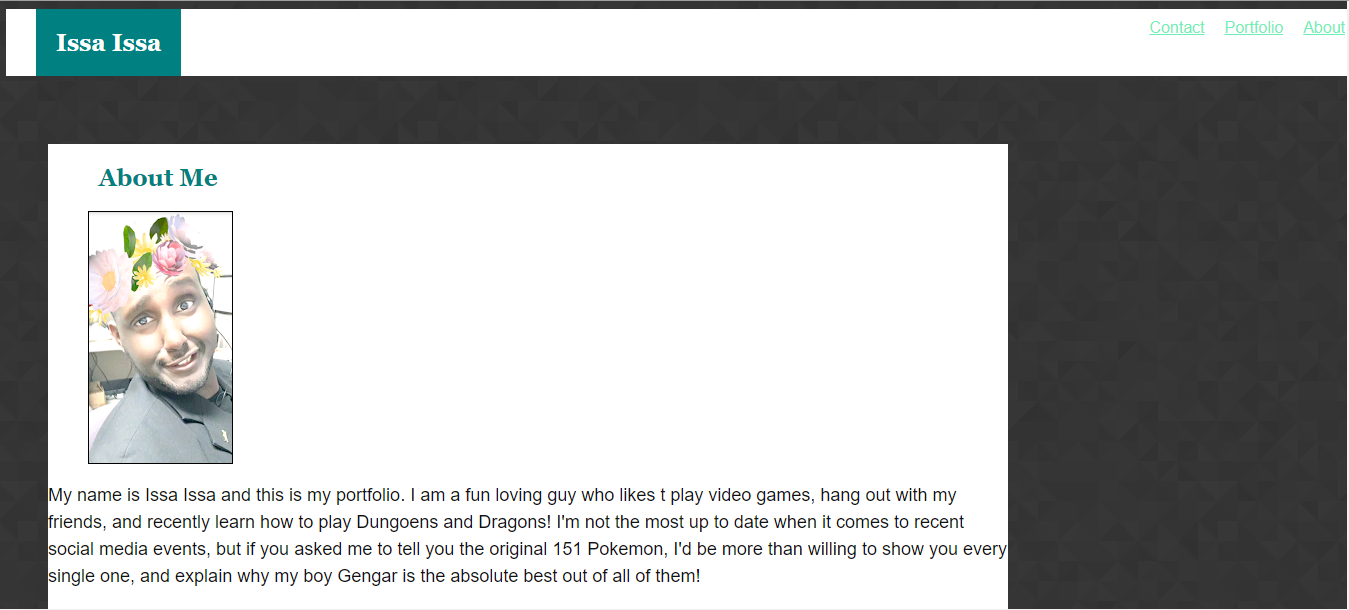 Issa Issa
Contact Portfolio About
About Me
My name is Issa Issa and this is my portfolio. I am a fun loving guy who likes t play video games, hang out with my
friends, and recently learn how to play Dungoens and Dragons! I'm not the most up to date when it comes to recent
social media events, but if you asked me to tell you the original 151 Pokemon, I'd be more than willing to show you every
single one, and explain why my boy Gengar is the absolute best out of all of them!